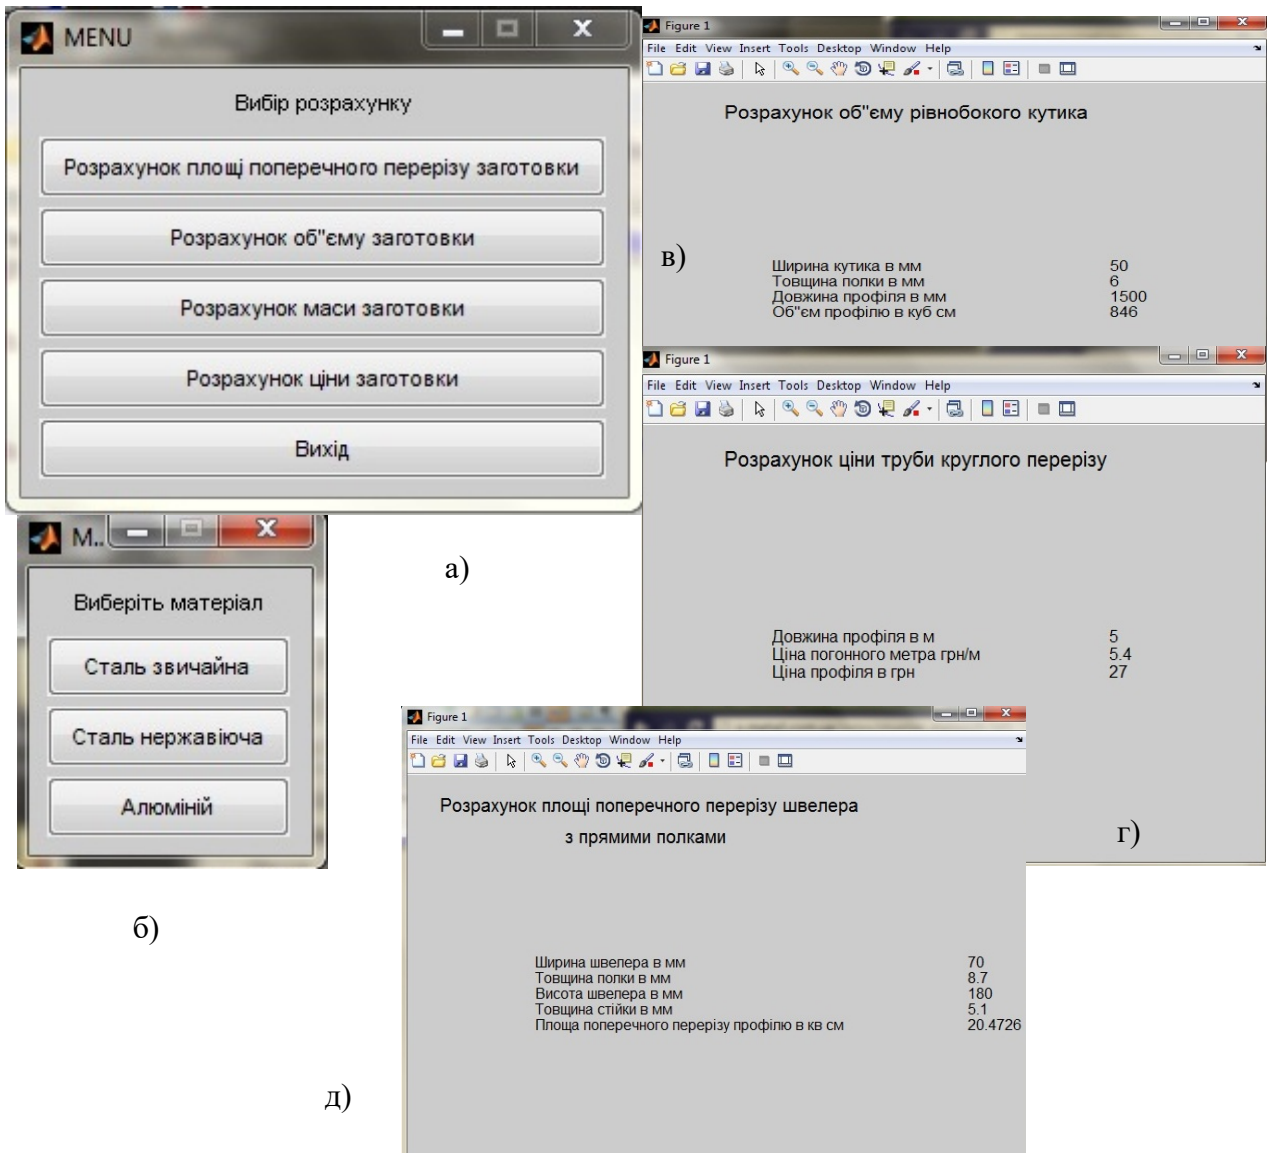 MENU
Вибір розрахунку
Розрахунок площі поперечного перерізу заготовки
Розрахунок об"єму заготовки
Розрахунок маси заготовки
Розрахунок ціни заготовки
Вихід
а)
М..
Виберіть матеріал
Сталь звичайна
Сталь нержавіюча
Алюміній
б)
Figure 1
File Edit View Insert Tools Desktop Window Help
Розрахунок об"єму рівнобокого кутика
в)
Ширина кутика в мм 50
Товщина полки в мм 6
Довжина профіля в мм 1500
Об"єм профілю в куб см 846
Figure 1
File Edit View Insert Tools Desktop Window Help
Розрахунок ціни труби круглого перерізу
Довжина профіля в м 5
Ціна погонного метра грн/м 5.4
Ціна профіля в грн 27
г)
Figure 1
File Edit View Insert Tools Desktop Window Help
Розрахунок площі поперечного перерізу швелера
з прямими полками
Ширина швелера в мм 70
Товщина полки в мм 8.7
Висота швелера в мм 180
Товщина стійки в мм 5.1
Площа поперечного перерізу профілю в кв см 20.4726
д)